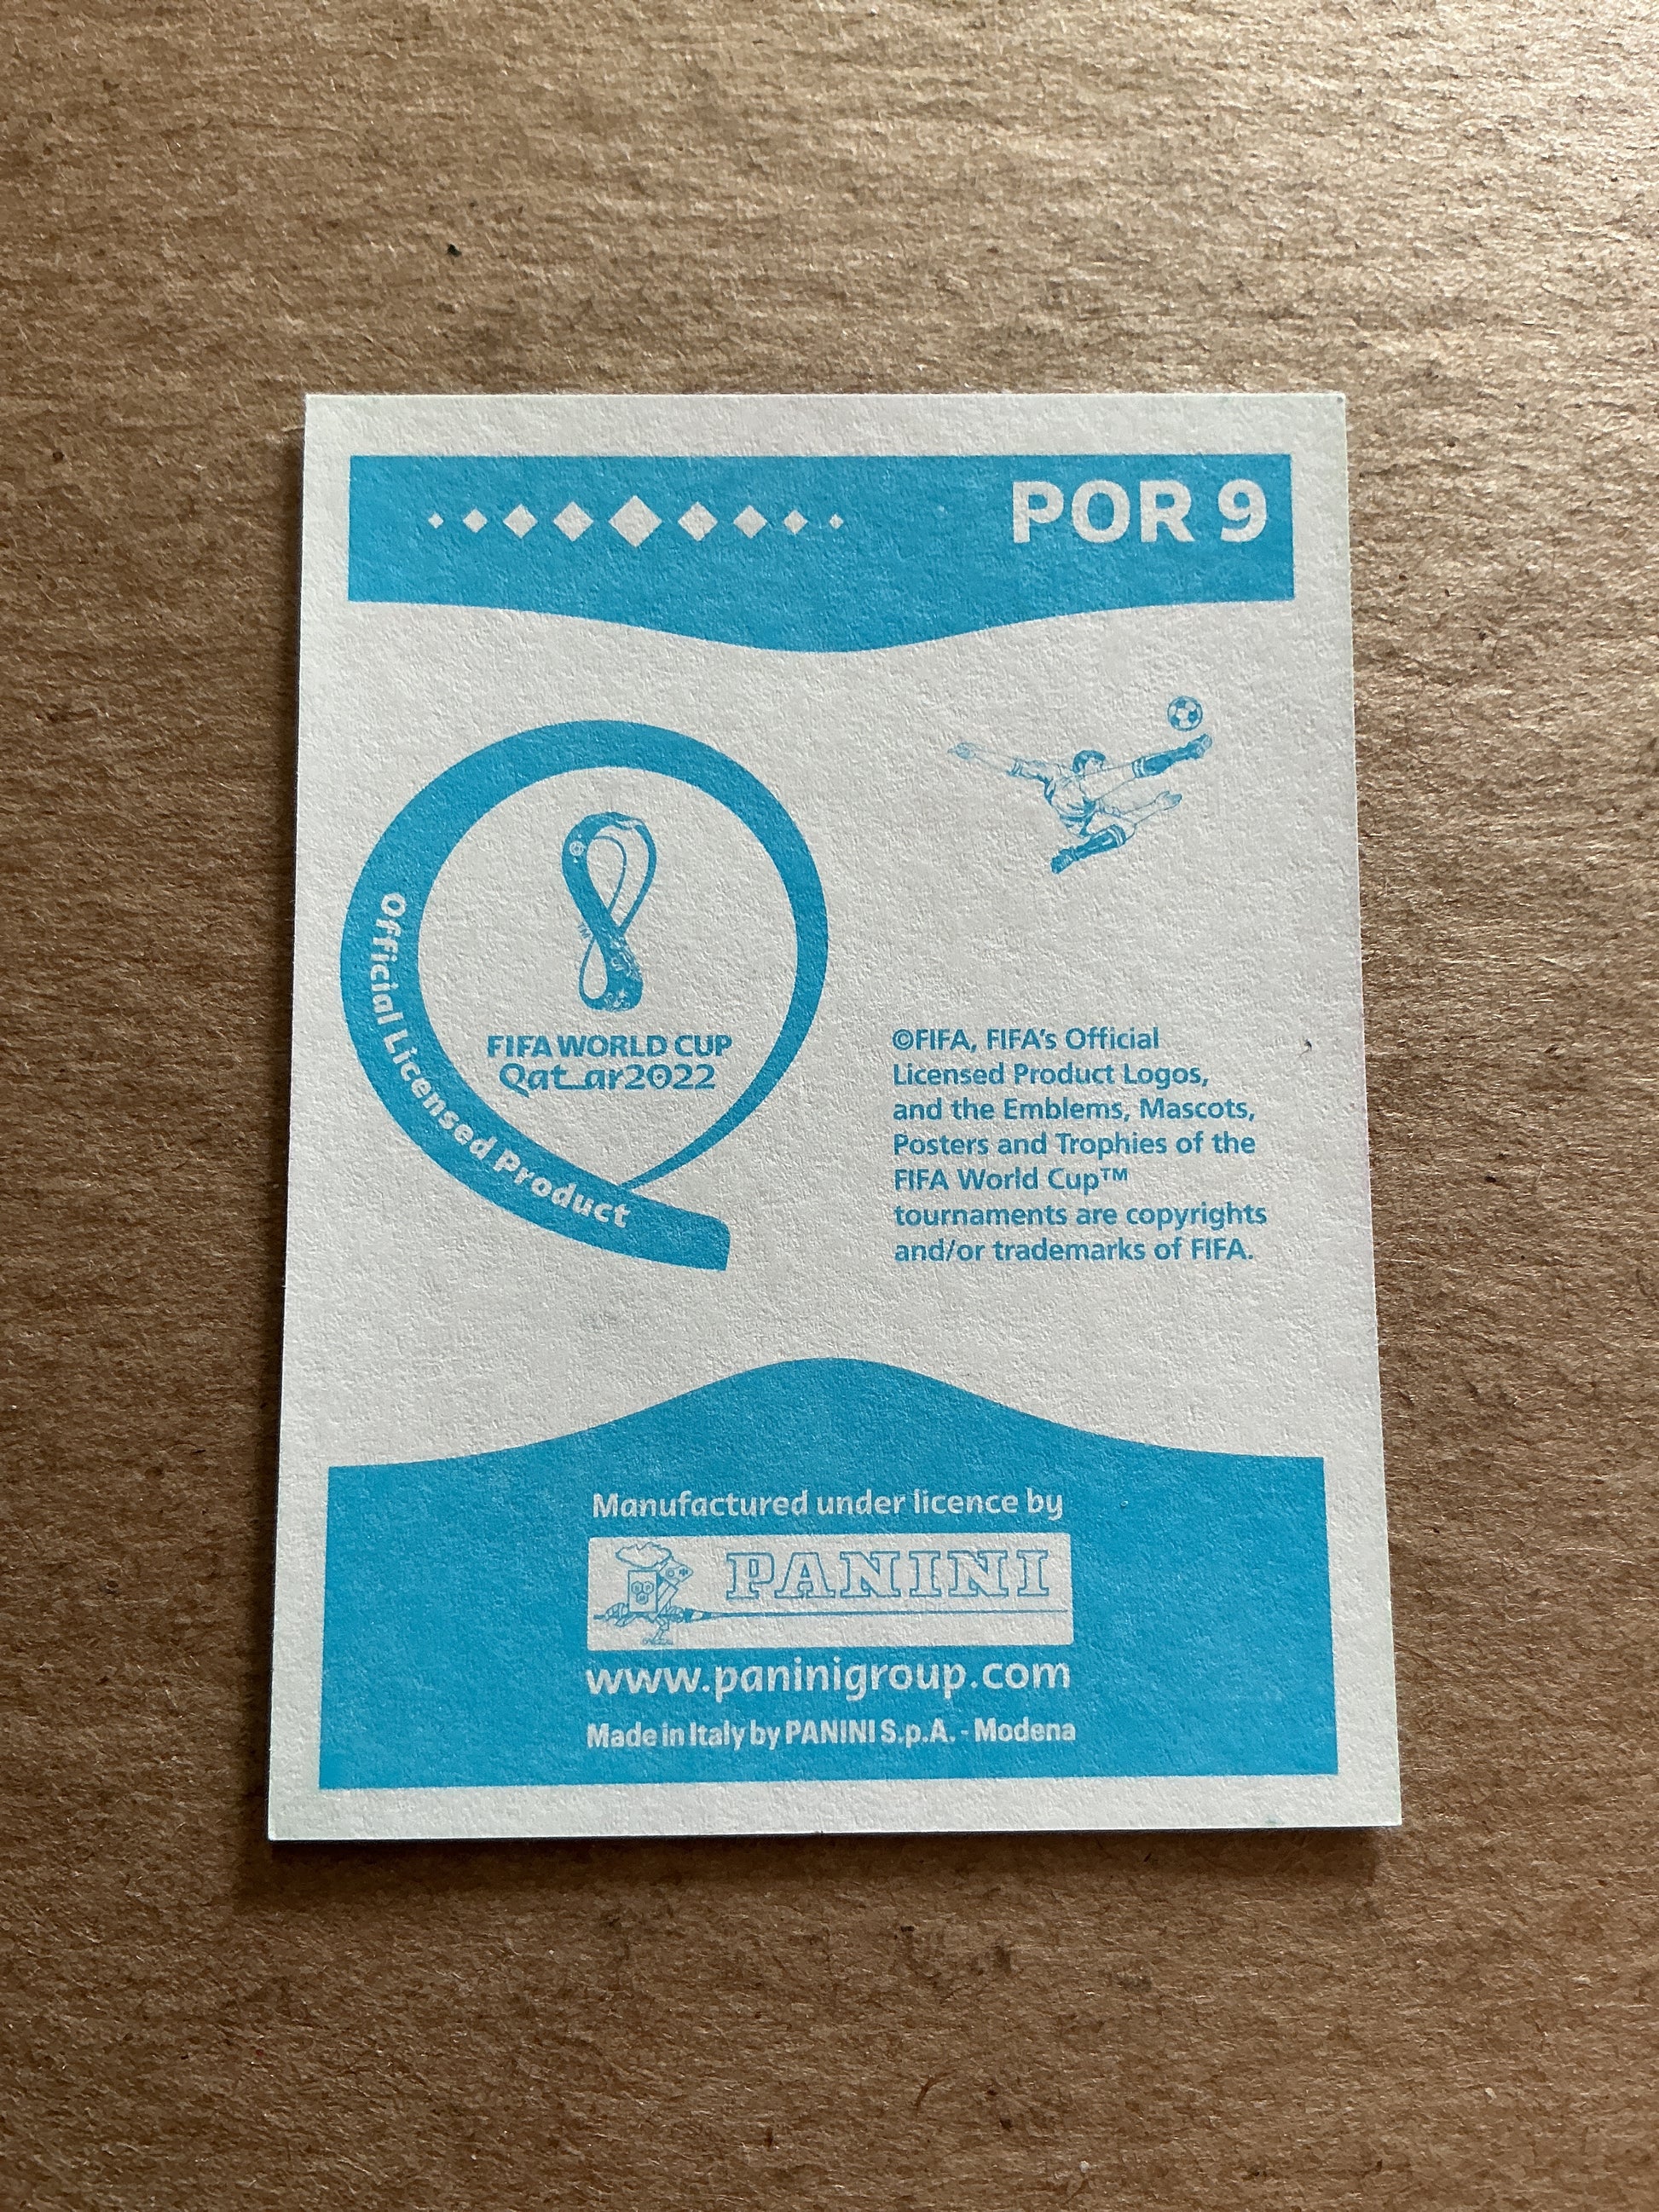 POR 9
Official Licensed Product
FIFA WORLD CUP
Qatar2022
©FIFA, FIFA's Official
Licensed Product Logos,
and the Emblems, Mascots,
Posters and Trophies of the
FIFA World Cup™
tournaments are copyrights
and/or trademarks of FIFA.
Manufactured under licence by
PANINI
www.paninigroup.com
Made in Italy by PANINI S.p.A. - Modena